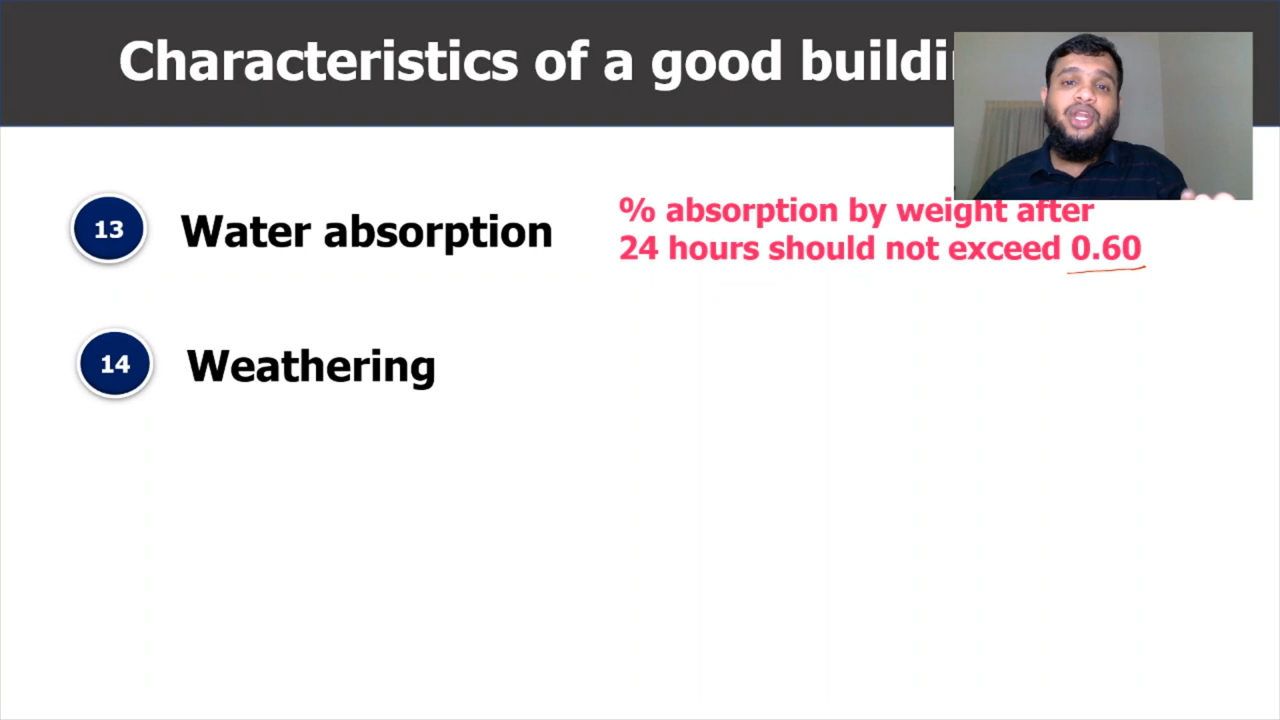 Characteristics of a good buildi
13
Water absorption
% absorption by weight after
24 hours should not exceed 0.60
14
Weathering